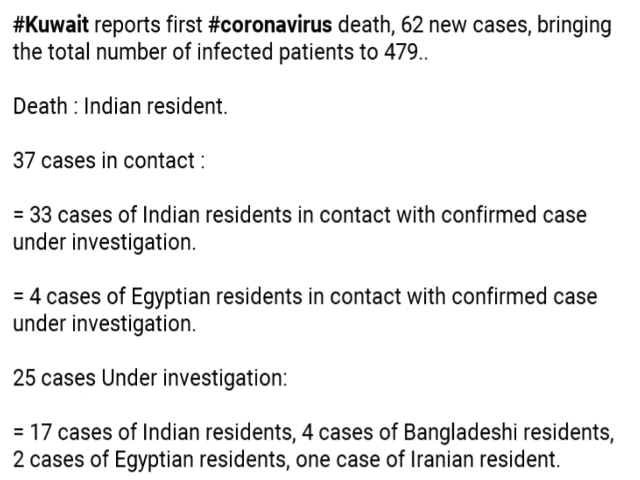 #Kuwait reports first #coronavirus death, 62 new cases, bringing
the total number of infected patients to 479..
Death : Indian resident.
37 cases in contact :
= 33 cases of Indian residents in contact with confirmed case
under investigation.
= 4 cases of Egyptian residents in contact with confirmed case
under investigation.
25 cases Under investigation:
= 17 cases of Indian residents, 4 cases of Bangladeshi residents,
2 cases of Egyptian residents, one case of Iranian resident.